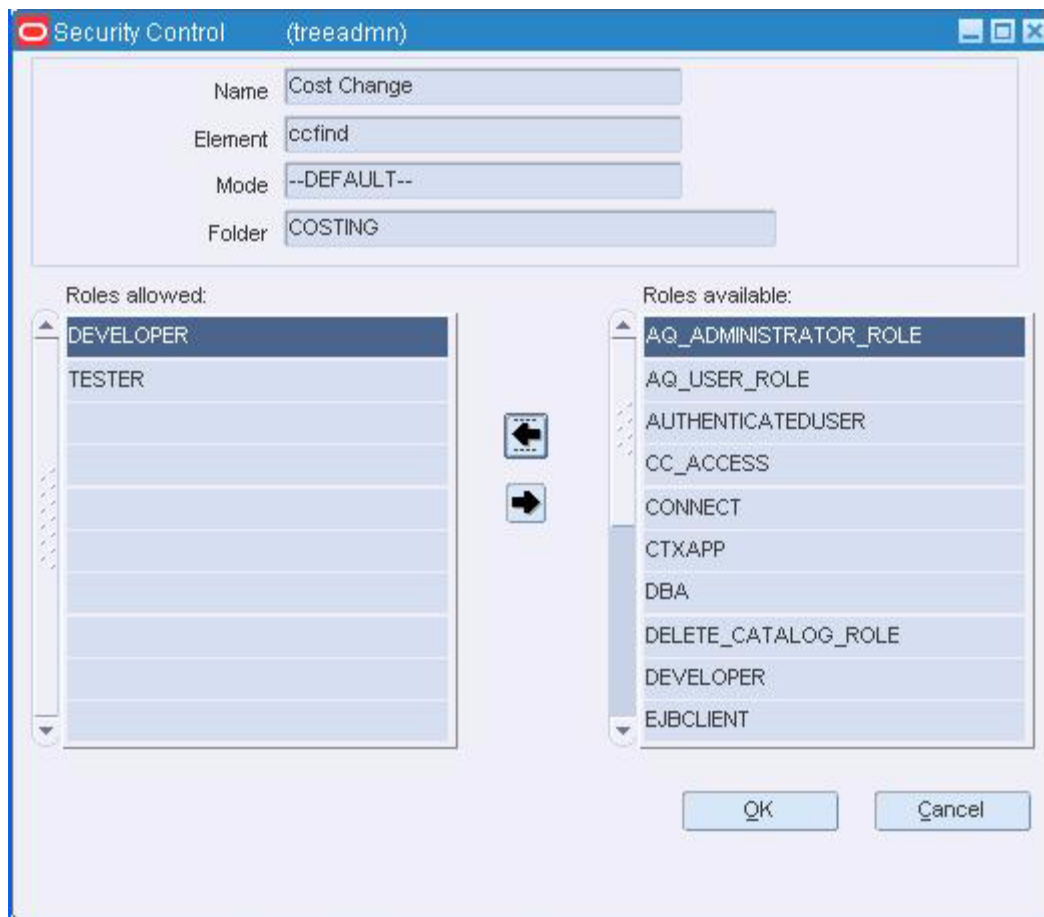 Security Control (treeadmn)
Name Cost Change
Element ccfind
Mode --DEFAULT--
Folder COSTING
Roles allowed:
DEVELOPER
TESTER
Roles available:
AQ_ADMINISTRATOR_ROLE
AQ_USER_ROLE
AUTHENTICATEDUSER
CC_ACCESS
CONNECT
CTXAPP
DBA
DELETE_CATALOG_ROLE
DEVELOPER
EJBCLIENT
OK Cancel